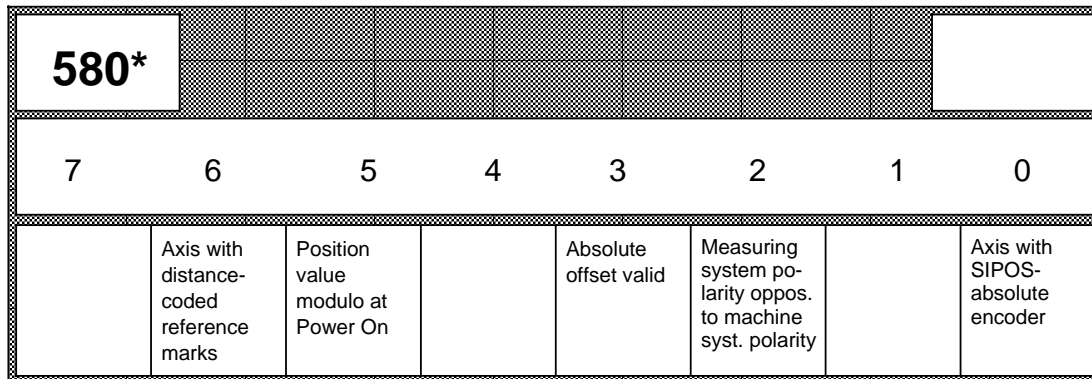 580*
7 6 5 4 3 2 1 0
Axis with
distance-
coded
reference
marks
Position
value
modulo at
Power On
Absolute
offset valid
Measuring
system po-
larity oppos.
to machine
syst. polarity
Axis with
SIPOS-
absolute
encoder